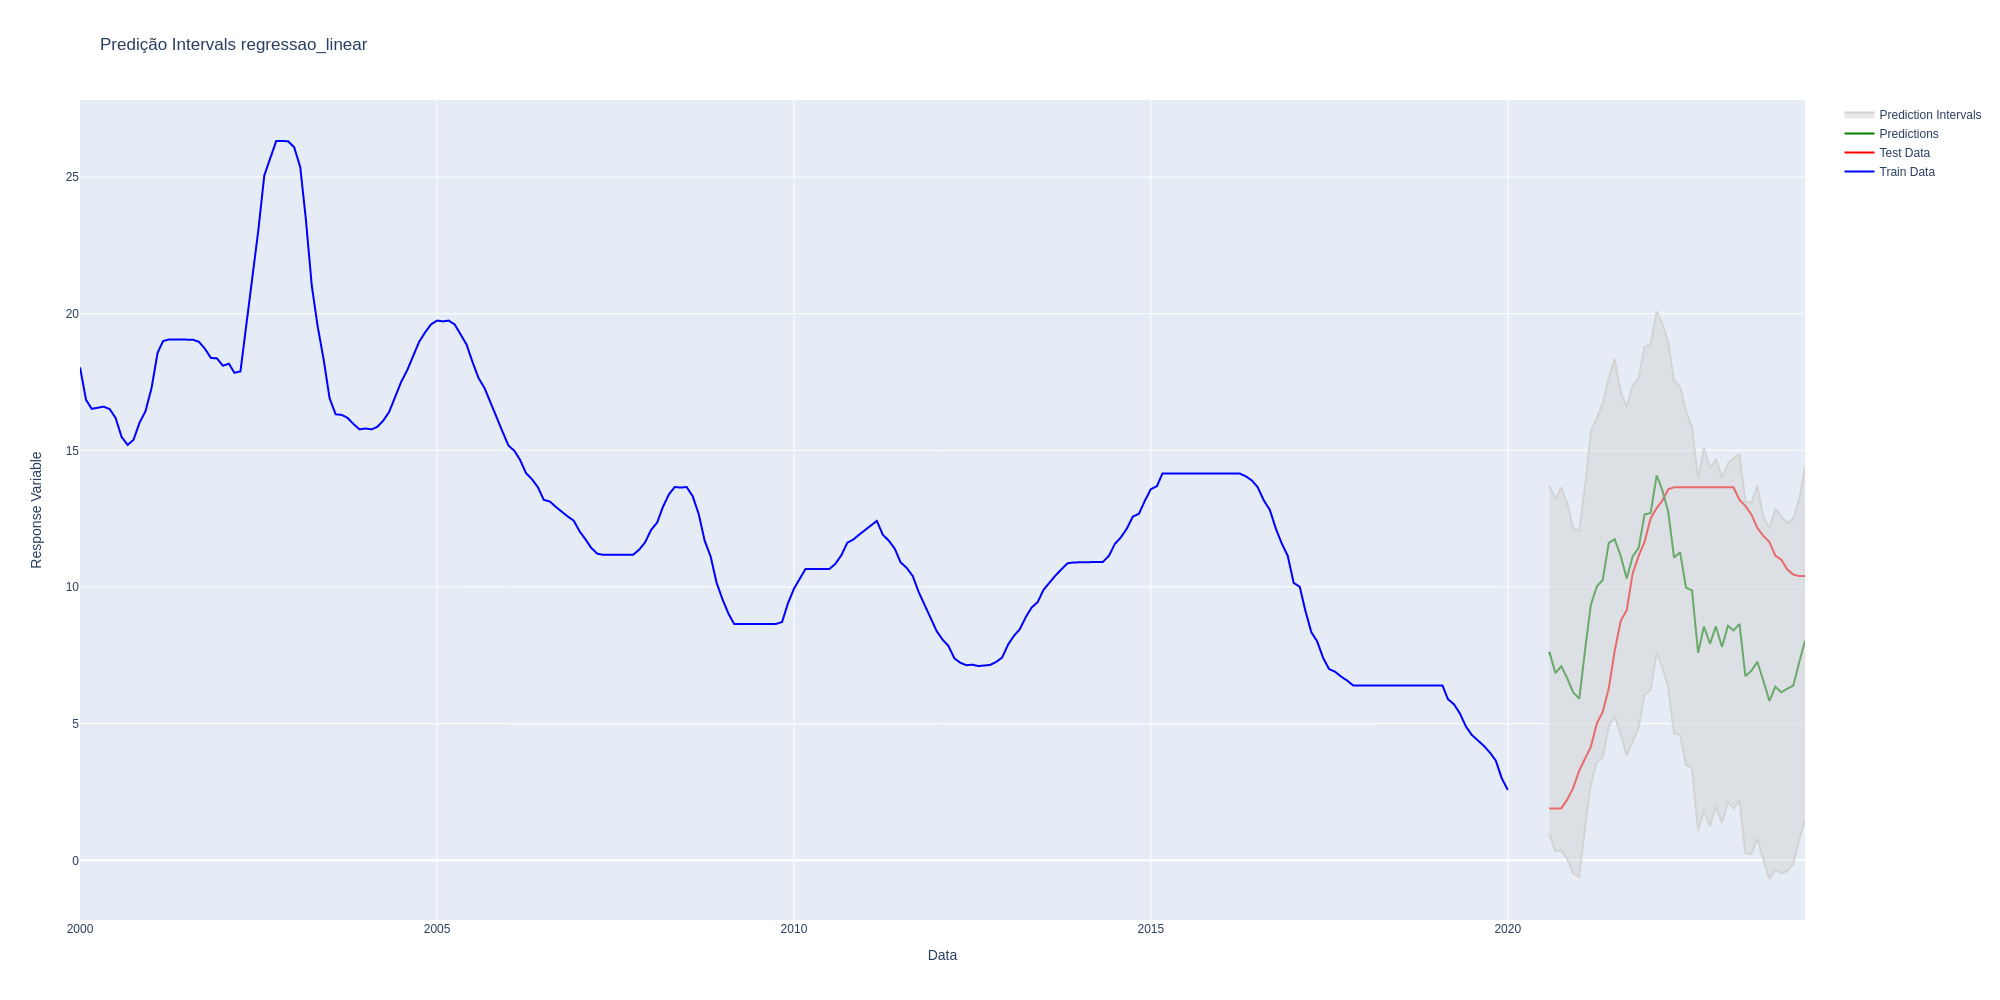 Predição Intervals regressao_linear
Prediction Intervals
Predictions
Test Data
Train Data
Response Variable
25
20
15
10
5
0
2000
2005
2010
2015
2020
Data